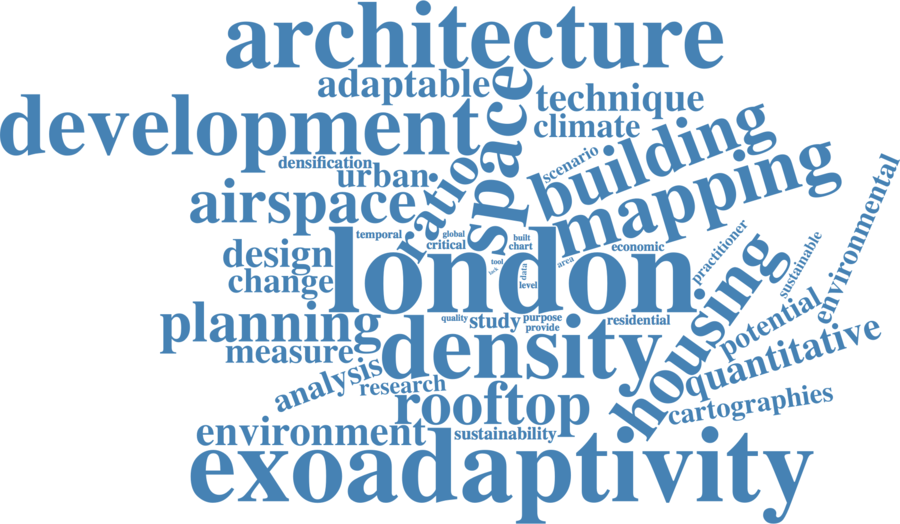 architecture
adaptable
space
technique
development
climate
building
densification
scenario
urban
ratio
mapping
environmental
airspace
temporal
global
critical
built
chart
economic
practitioner
design
london
tool
data
area
lack
level
sustainable
change
housing
planning
quality
study
purpose
provide
residential
potential
measure
density
quantitative
analysis
research
rooftop
cartographies
environment
sustainability
exoadaptivity